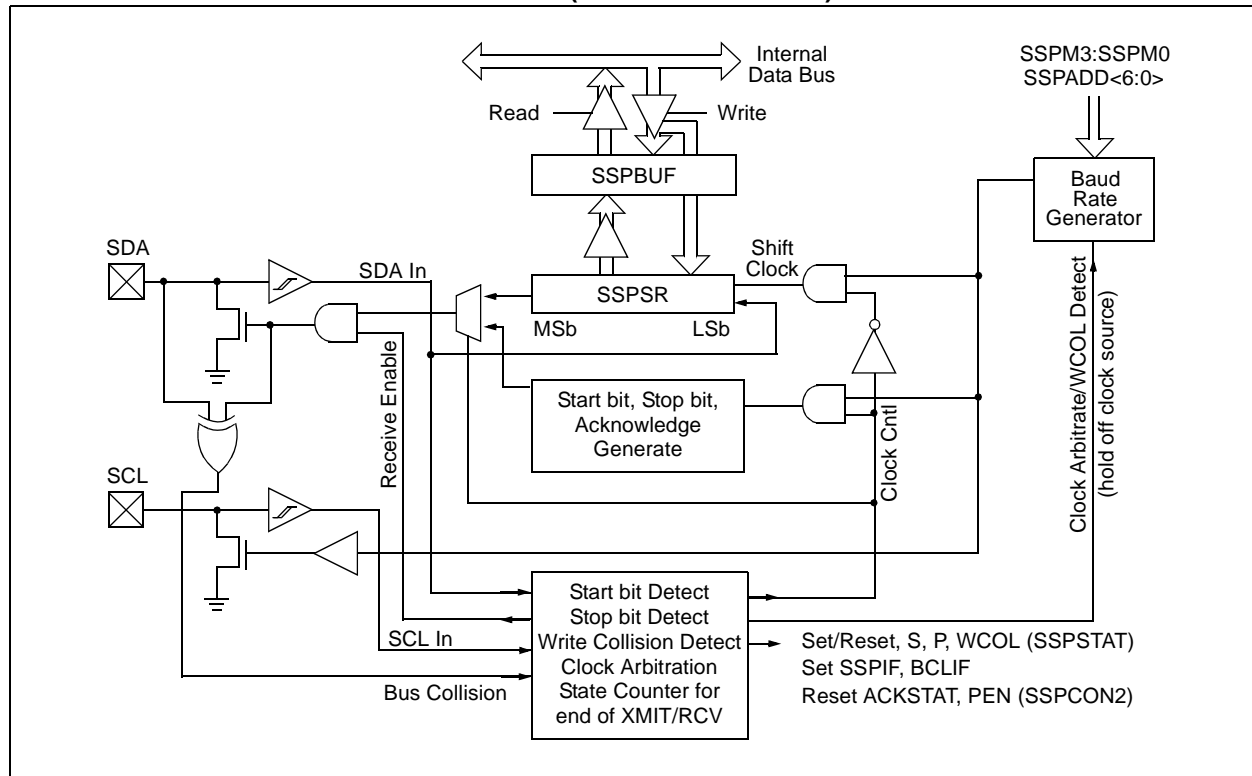 Internal
Data Bus
SSPM3:SSPM0
SSPADD<6:0>
Read
Write
SSPBUF
Baud
Rate
Generator
SDA
SDA In
Shift
Clock
SSPSR
MSb
LSb
Receive Enable
Start bit, Stop bit,
Acknowledge
Generate
Clock Cntl
Clock Arbitrate/WCOL Detect
(hold off clock source)
SCL
SCL In
Bus Collision
Start bit Detect
Stop bit Detect
Write Collision Detect
Clock Arbitration
State Counter for
end of XMIT/RCV
Set/Reset, S, P, WCOL (SSPSTAT)
Set SSPIF, BCLIF
Reset ACKSTAT, PEN (SSPCON2)